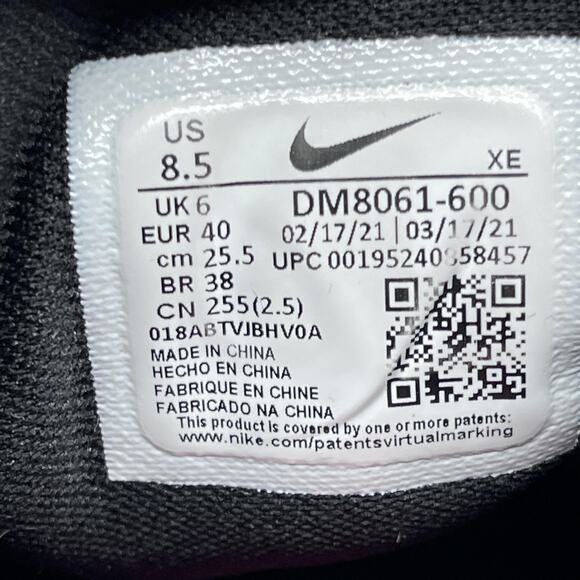 US
8.5
XE
UK 6
DM8061-600
EUR 40
02/17/21 | 03/17/21
cm 25.5
BR 38
CN 255(2.5)
018ABTVJBHV0A
MADE IN CHINA
HECHO EN CHINA
FABRIQUE EN CHINE
FABRICADO NA CHINA
This product is covered by one or more patents:
www.nike.com/patentsvirtualmarking